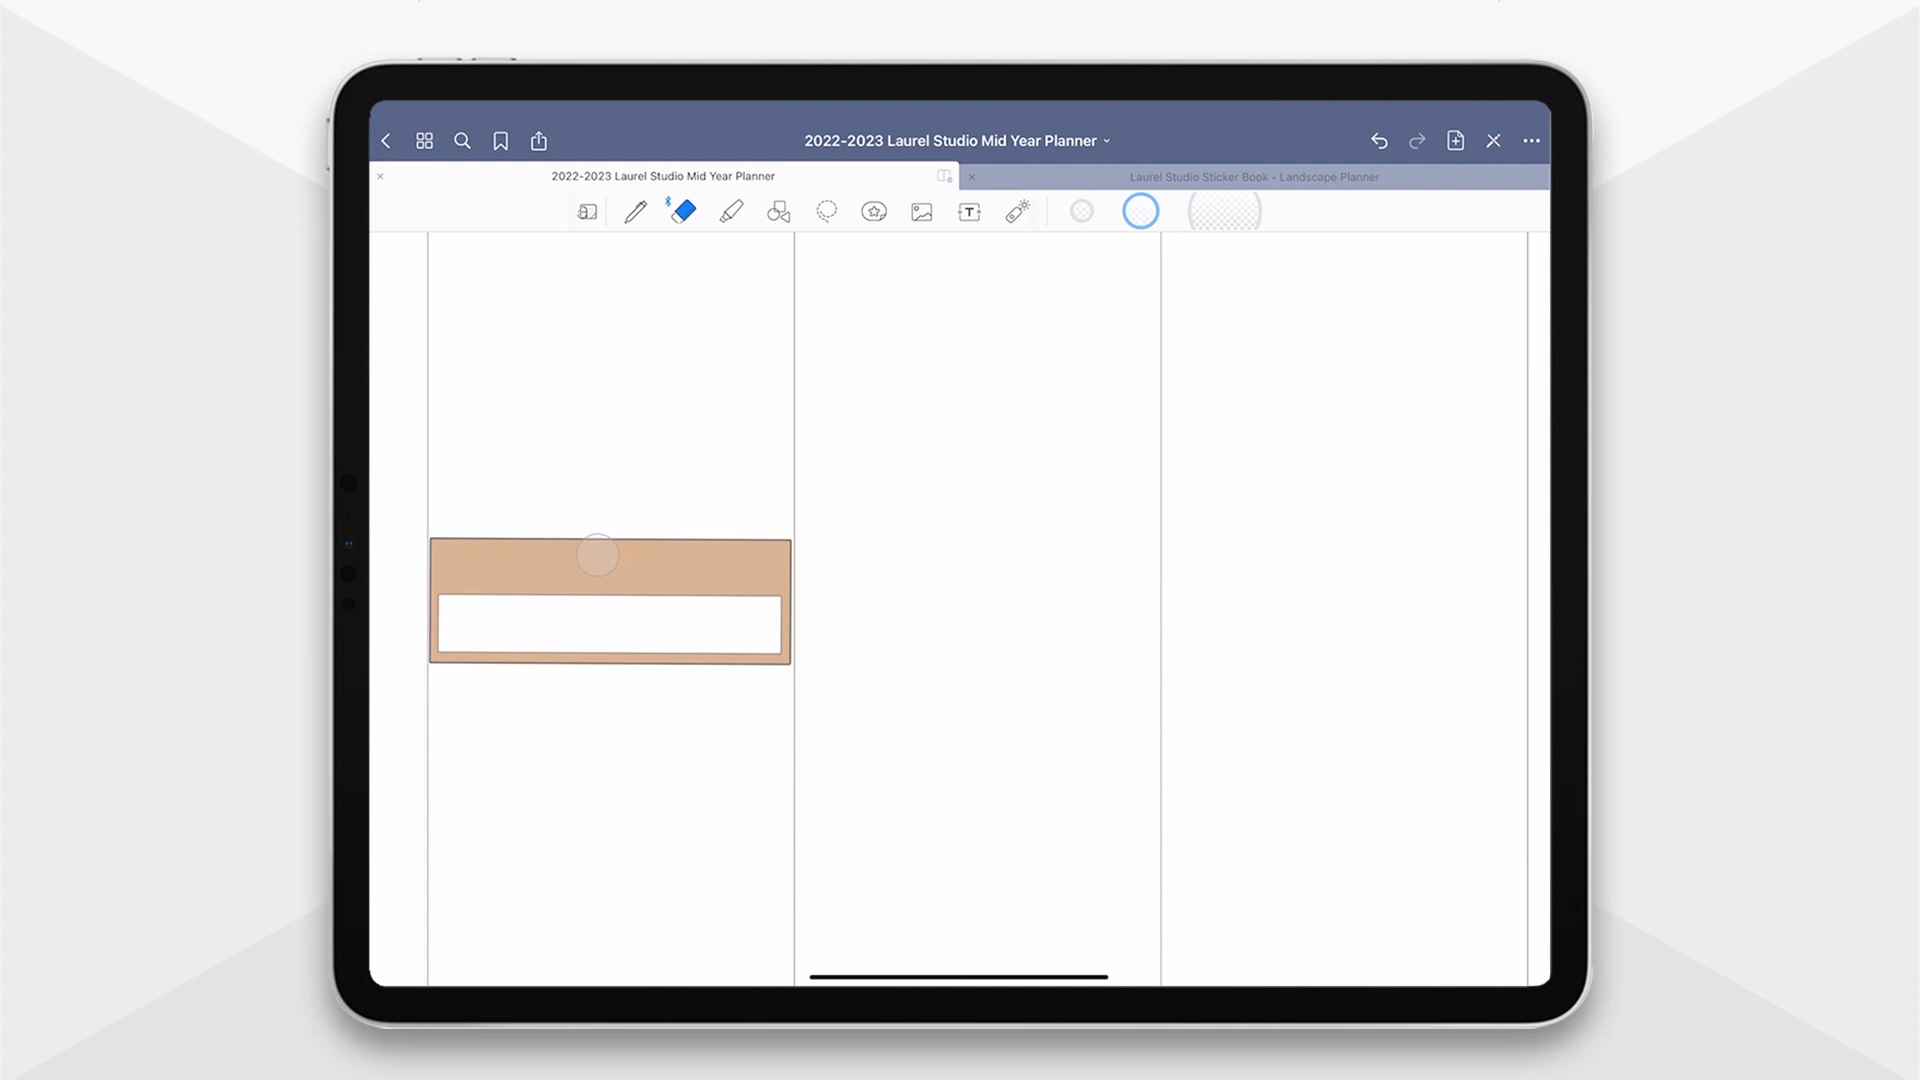 2022-2023 Laurel Studio Mid Year Planner
2022-2023 Laurel Studio Mid Year Planner
Laurel Studio Sticker Book - Landscape Planner